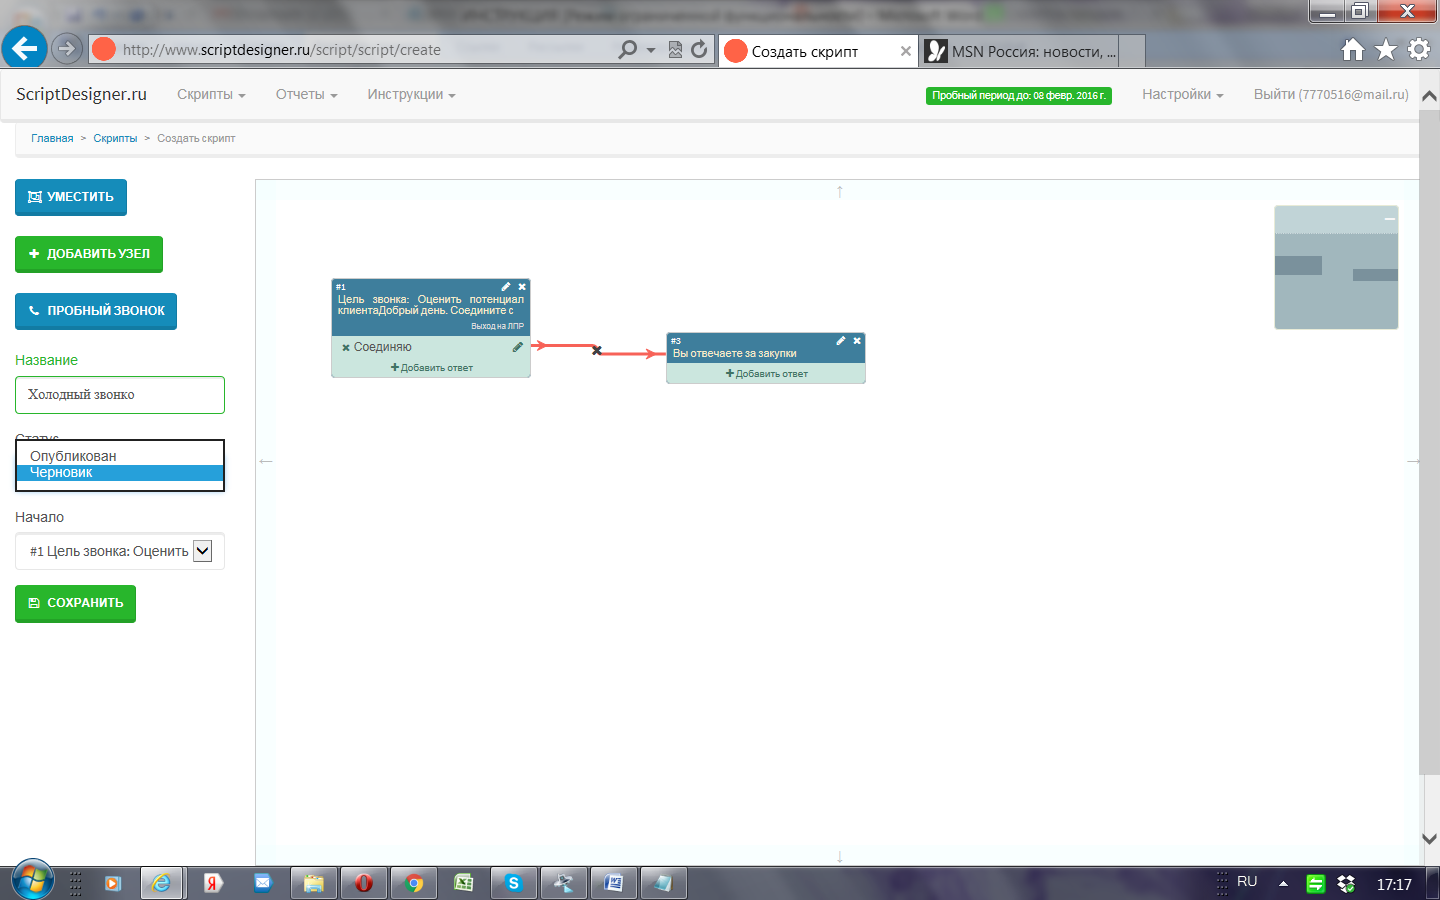 http://www.scriptdesigner.ru/script/script/create
Создать скрипт
MSN Россия: новости, ...
ScriptDesigner.ru
Скрипты
Отчеты
Инструкции
Пробный период до: 08 февр. 2016 г.
Настройки
Выйти (7770516@mail.ru)
Главная > Скрипты > Создать скрипт
УМЕСТИТЬ
ДОБАВИТЬ УЗЕЛ
ПРОБНЫЙ ЗВОНОК
Название
Холодный звонко
Статус
Опубликован
Черновик
Начало
#1 Цель звонка: Оценить
СОХРАНИТЬ
#1
Цель звонка: Оценить потенциал
клиентаДобрый день. Соедините с
Выход на ЛПР
Соединяю
Добавить ответ
#3
Вы отвечаете за закупки
Добавить ответ
RU
17:17